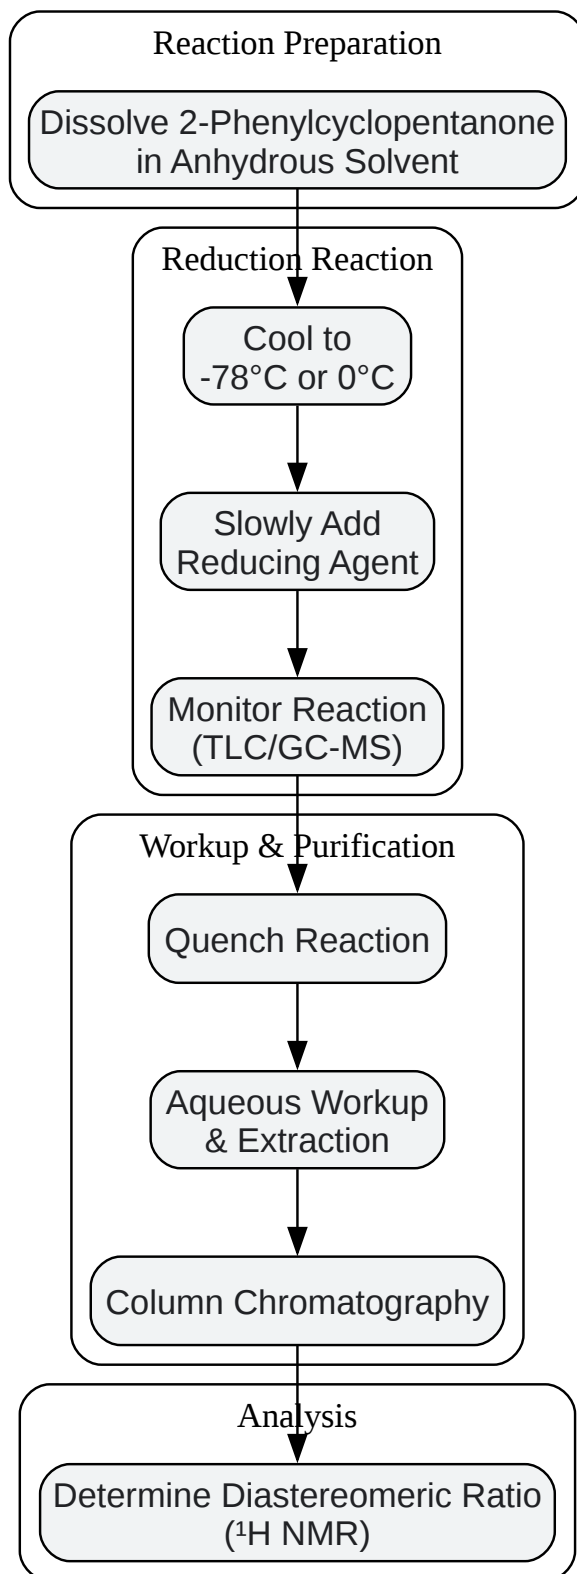 Reaction Preparation
Dissolve 2-Phenylcyclopentanone
in Anhydrous Solvent
Reduction Reaction
Cool to
-78°C or 0°C
Slowly Add
Reducing Agent
Monitor Reaction
(TLC/GC-MS)
Workup & Purification
Quench Reaction
Aqueous Workup
& Extraction
Column Chromatography
Analysis
Determine Diastereomeric Ratio
(¹H NMR)